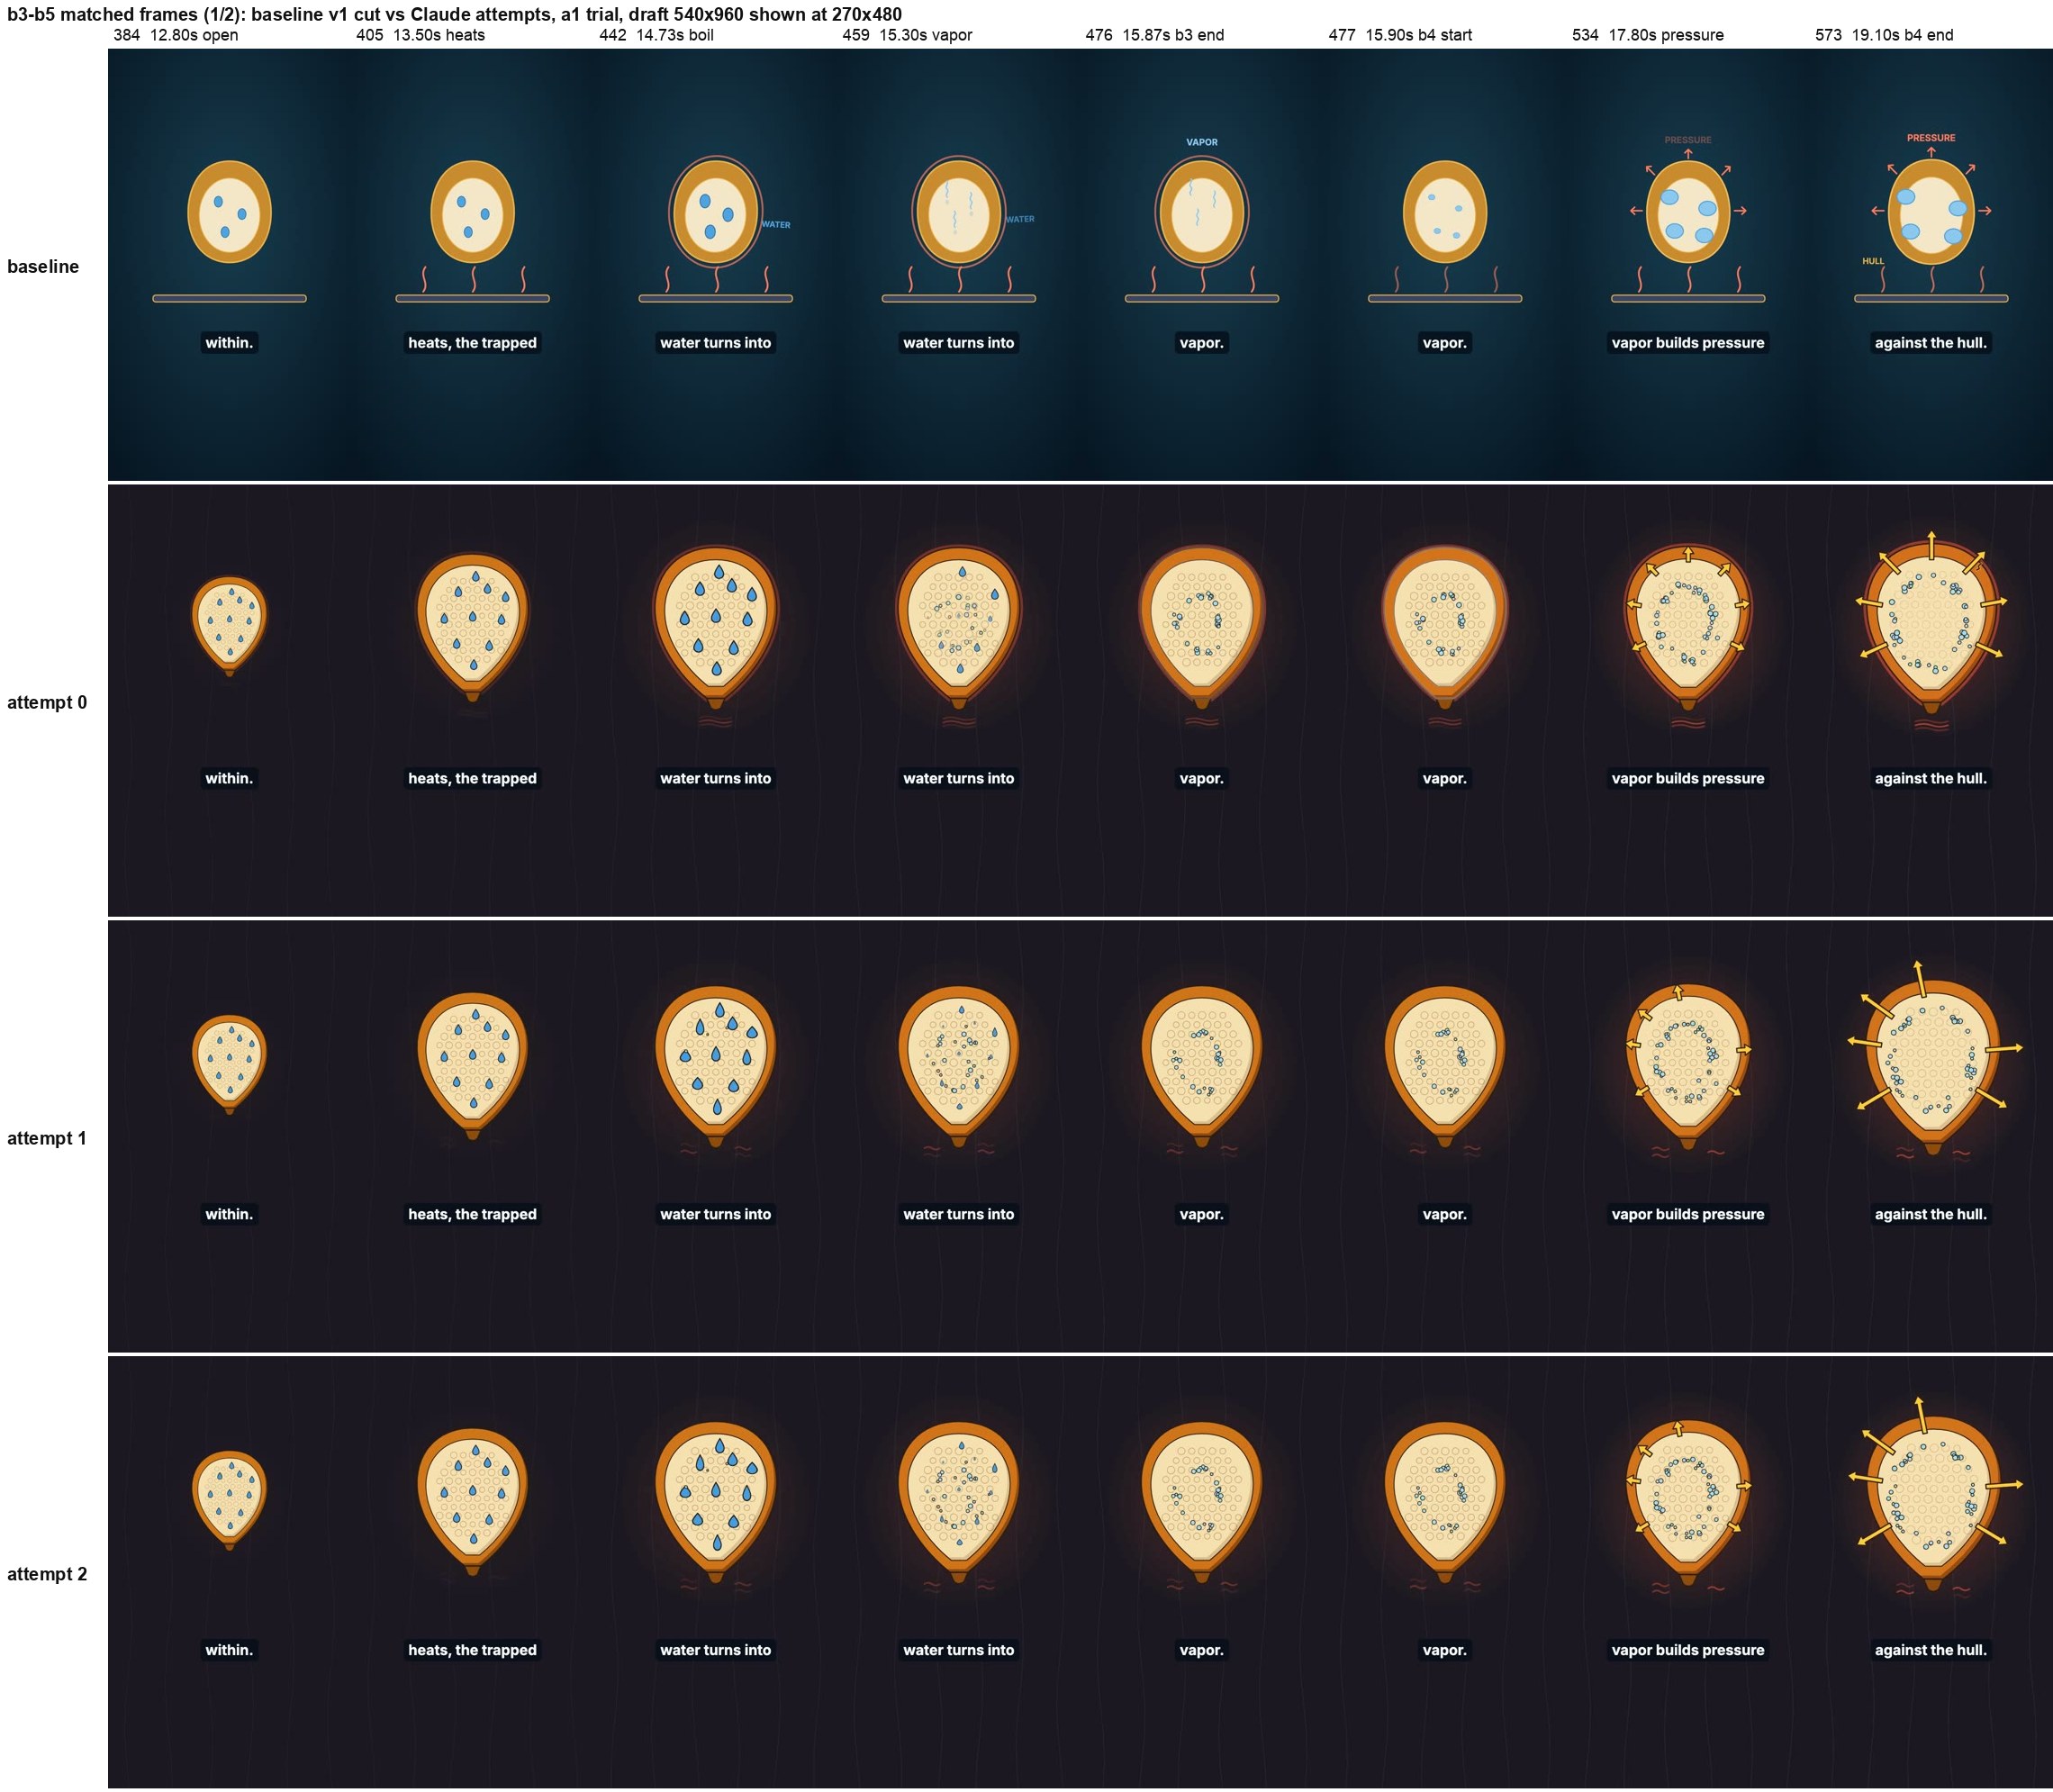 b3-b5 matched frames (1/2): baseline v1 cut vs Claude attempts, a1 trial, draft 540x960 shown at 270x480
384 12.80s open 405 13.50s heats 442 14.73s boil 459 15.30s vapor 476 15.87s b3 end 477 15.90s b4 start 534 17.80s pressure 573 19.10s b4 end
VAPOR PRESSURE PRESSURE
WATER WATER
baseline
HULL
within. heats, the trapped water turns into water turns into vapor. vapor. vapor builds pressure against the hull.
attempt 0
within. heats, the trapped water turns into water turns into vapor. vapor. vapor builds pressure against the hull.
attempt 1
within. heats, the trapped water turns into water turns into vapor. vapor. vapor builds pressure against the hull.
attempt 2
within. heats, the trapped water turns into water turns into vapor. vapor. vapor builds pressure against the hull.